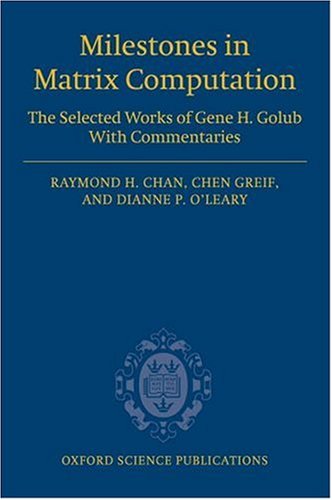 Milestones in
Matrix Computation
The Selected Works of Gene H. Golub
With Commentaries
RAYMOND H. CHAN, CHEN GREIF,
AND DIANNE P. O'LEARY
OXFORD SCIENCE PUBLICATIONS